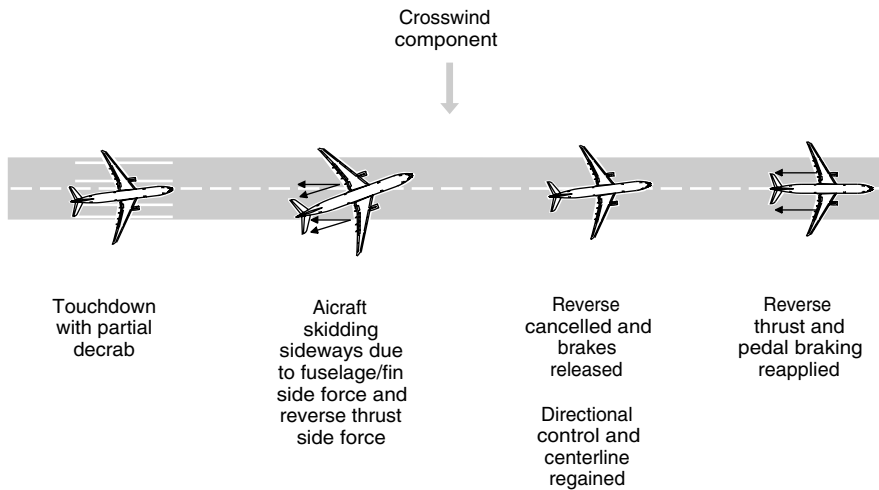 Crosswind
component
Touchdown
with partial
decrab
Aicraft
skidding
sideways due
to fuselage/fin
side force and
reverse thrust
side force
Reverse
cancelled and
brakes
released
Directional
control and
centerline
regained
Reverse
thrust and
pedal braking
reapplied